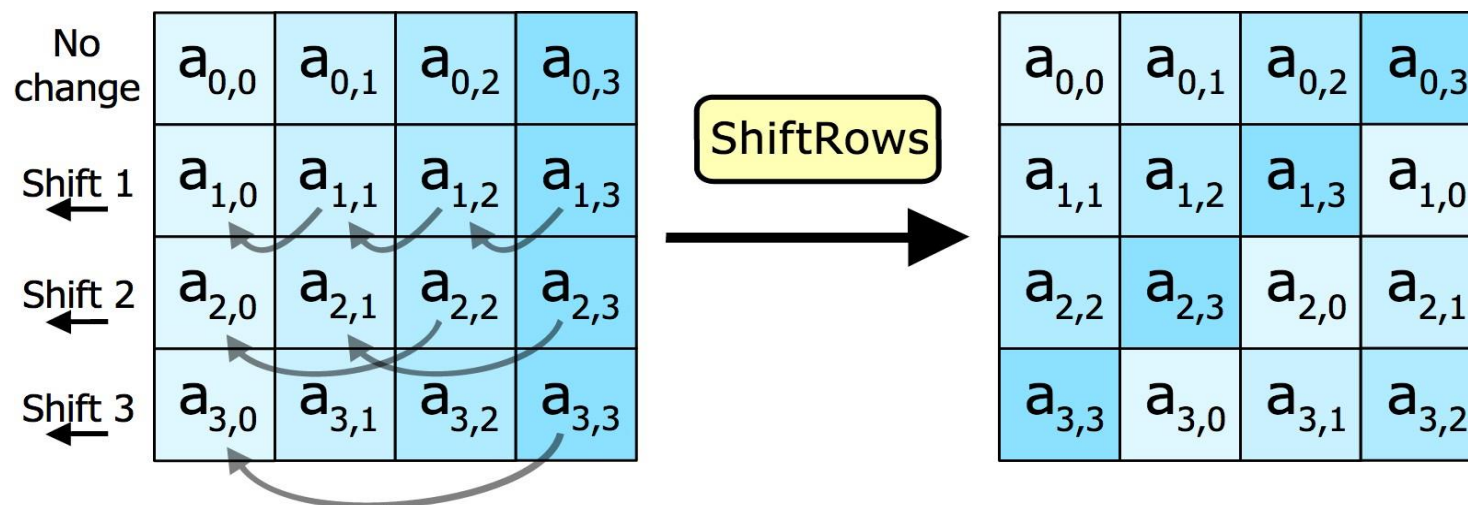 No
change
a0,0 a0,1 a0,2 a0,3
a0,0 a0,1 a0,2 a0,3
ShiftRows
Shift 1
a1,0 a1,1 a1,2 a1,3
a1,1 a1,2 a1,3 a1,0
Shift 2
a2,0 a2,1 a2,2 a2,3
a2,2 a2,3 a2,0 a2,1
Shift 3
a3,0 a3,1 a3,2 a3,3
a3,3 a3,0 a3,1 a3,2